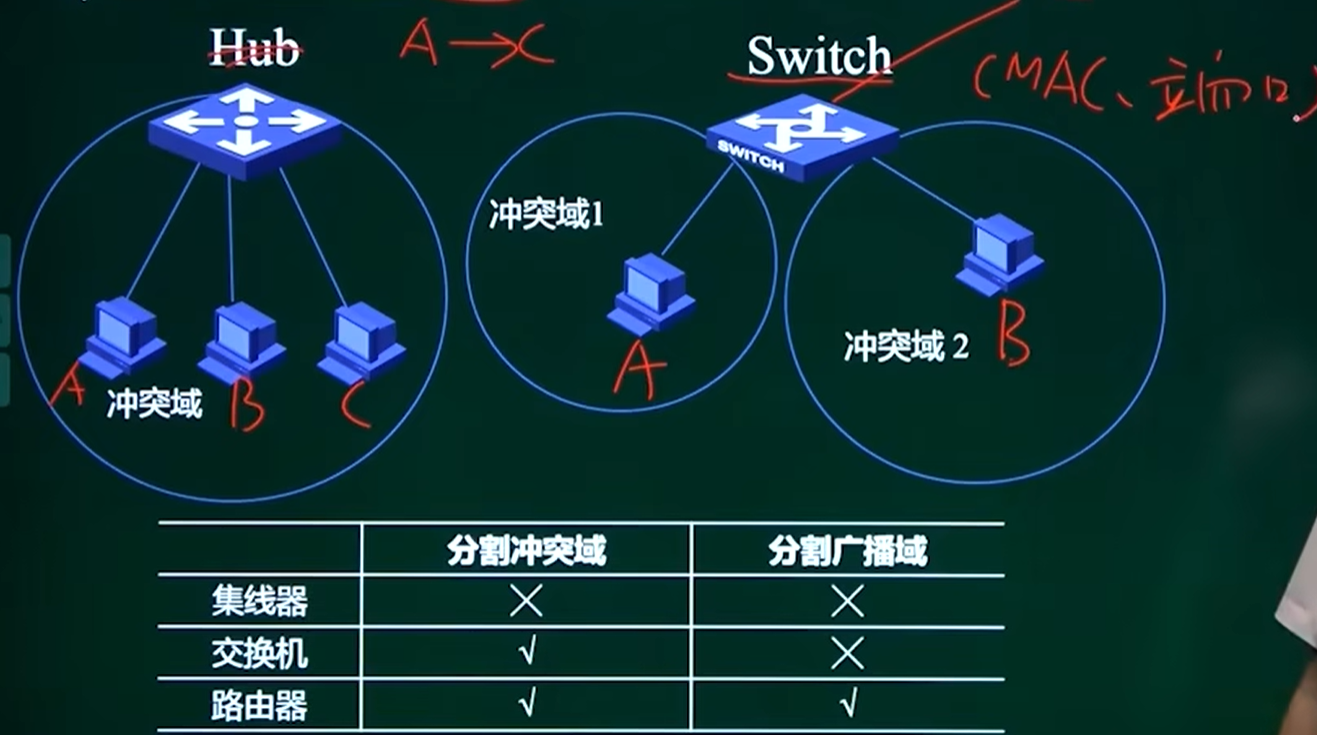 Hub
A→C
Switch
(MAC、端口)
SWITCH
冲突域1
冲突域 2
A
B
冲突域
A
B
C
分割冲突域 分割广播域
集线器 × ×
交换机 √ ×
路由器 √ √